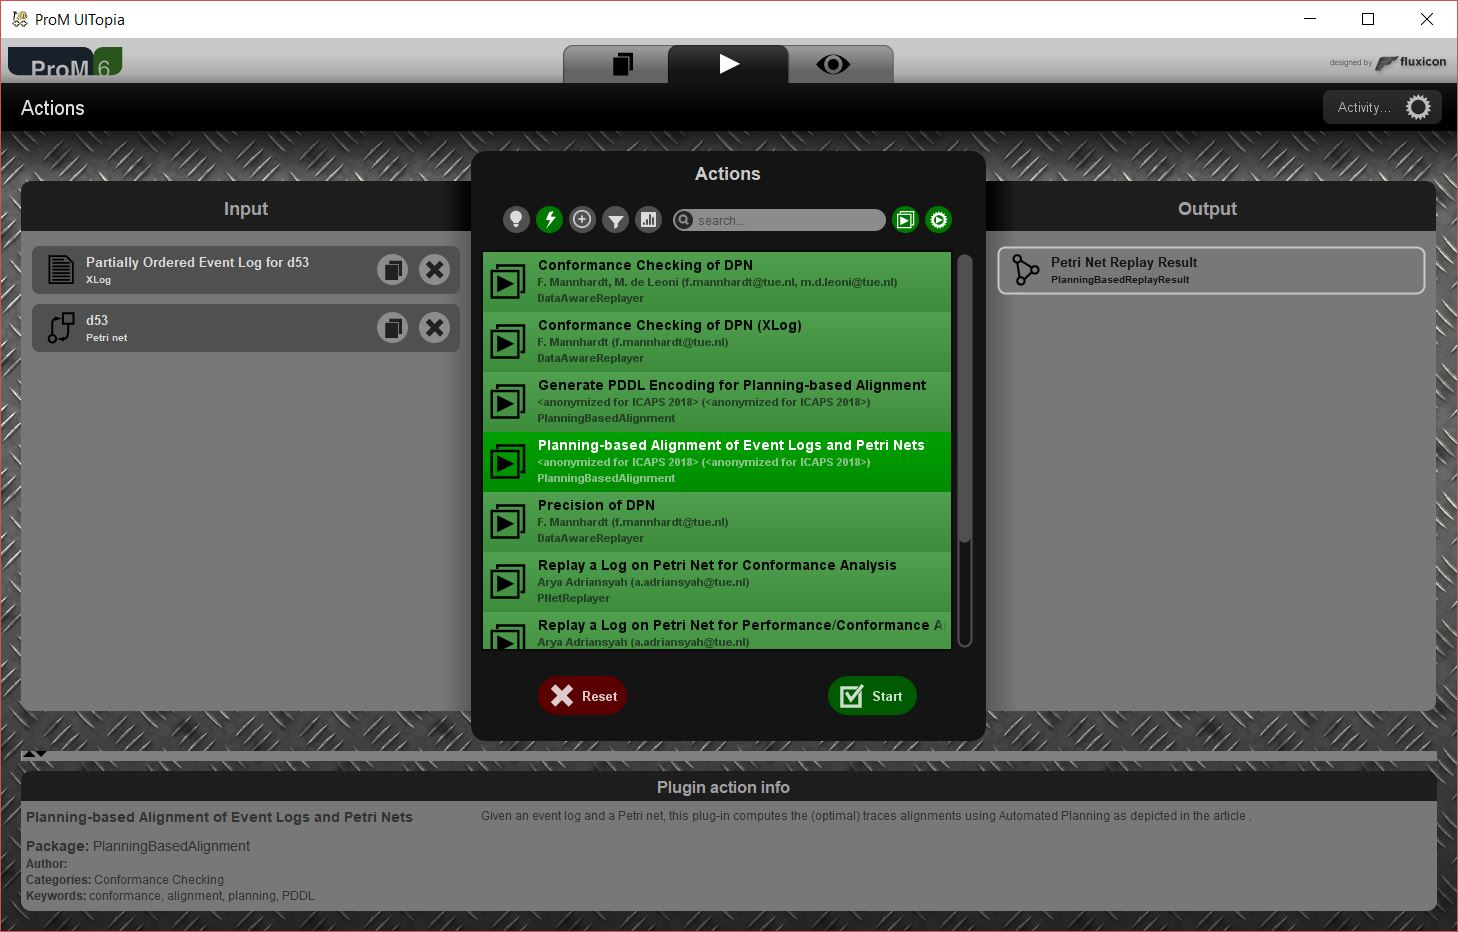 ProM UITopia
ProM 6
designed by fluxicon
Actions
Activity...
Input
Partially Ordered Event Log for d53
XLog
d53
Petri net
Actions
search...
Conformance Checking of DPN
F. Mannhardt, M. de Leoni (f.mannhardt@tue.nl, m.d.leoni@tue.nl)
DataAwareReplayer
Conformance Checking of DPN (XLog)
F. Mannhardt (f.mannhardt@tue.nl)
DataAwareReplayer
Generate PDDL Encoding for Planning-based Alignment
<anonymized for ICAPS 2018> (<anonymized for ICAPS 2018>)
PlanningBasedAlignment
Planning-based Alignment of Event Logs and Petri Nets
<anonymized for ICAPS 2018> (<anonymized for ICAPS 2018>)
PlanningBasedAlignment
Precision of DPN
F. Mannhardt (f.mannhardt@tue.nl)
DataAwareReplayer
Replay a Log on Petri Net for Conformance Analysis
Arya Adriansyah (a.adriansyah@tue.nl)
PNetReplayer
Replay a Log on Petri Net for Performance/Conformance A
Arya Adriansyah (a.adriansyah@tue.nl)
Reset
Start
Output
Petri Net Replay Result
PlanningBasedReplayResult
Plugin action info
Planning-based Alignment of Event Logs and Petri Nets
Package: PlanningBasedAlignment
Author:
Categories: Conformance Checking
Keywords: conformance, alignment, planning, PDDL
Given an event log and a Petri net, this plug-in computes the (optimal) traces alignments using Automated Planning as depicted in the article .